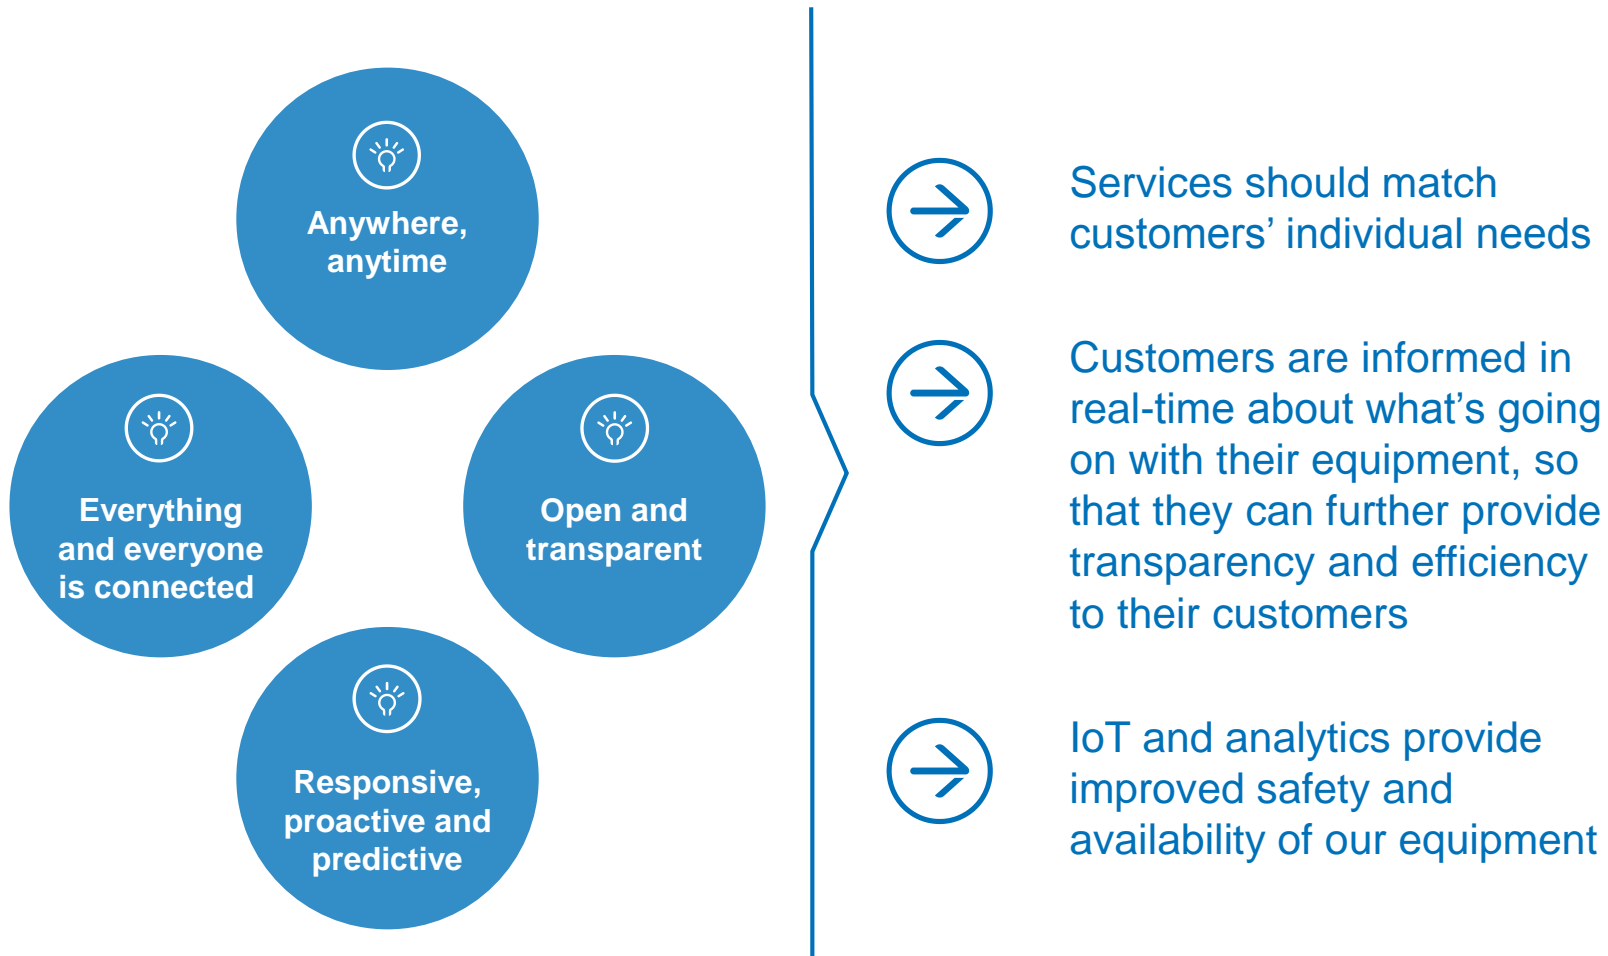 Anywhere,
anytime
Everything
and everyone
is connected
Open and
transparent
Responsive,
proactive and
predictive
Services should match
customers’ individual needs
Customers are informed in
real-time about what’s going
on with their equipment, so
that they can further provide
transparency and efficiency
to their customers
IoT and analytics provide
improved safety and
availability of our equipment